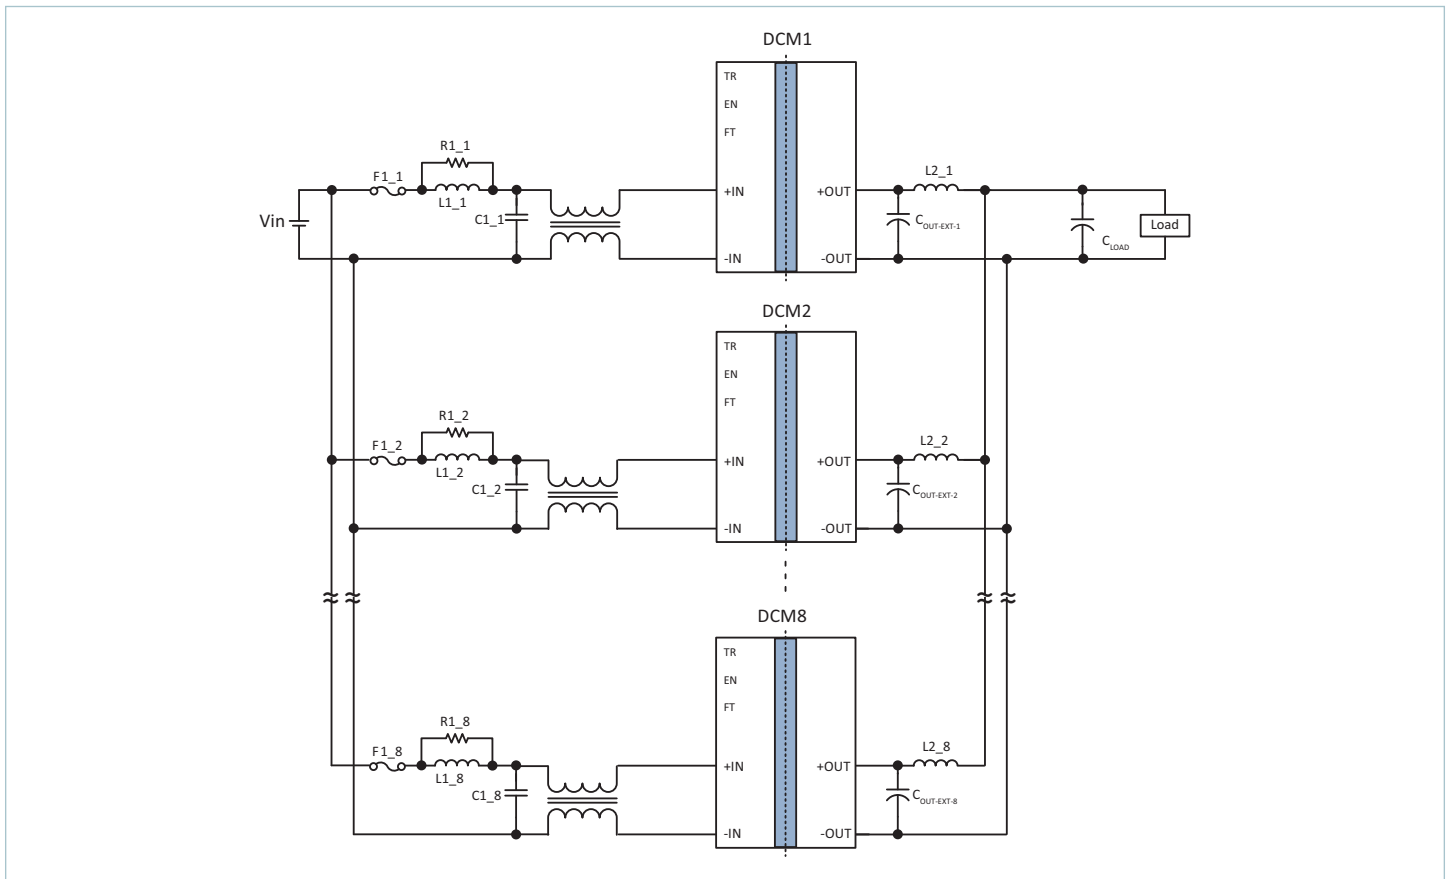 DCM1
TR
EN
FT
R1_1
F1_1
L1_1
C1_1
Vin
+IN
-IN
+OUT
-OUT
L2_1
COUT-EXT-1
CLOAD
Load
DCM2
TR
EN
FT
R1_2
F1_2
L1_2
C1_2
+IN
-IN
+OUT
-OUT
L2_2
COUT-EXT-2
DCM8
TR
EN
FT
R1_8
F1_8
L1_8
C1_8
+IN
-IN
+OUT
-OUT
L2_8
COUT-EXT-8